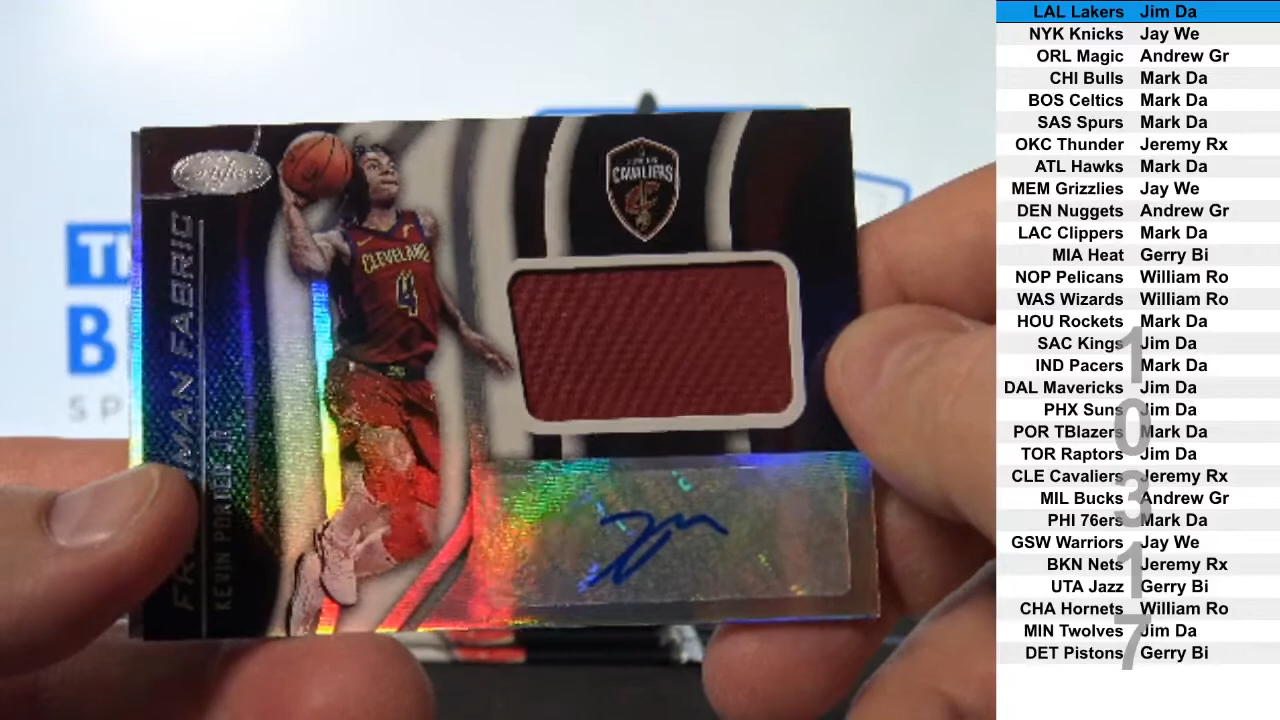 Certified
CAVALIERS
CLEVELAND
4
FRESHMAN FABRIC
KEVIN PORTER JR.
TH
B
SP
LAL Lakers Jim Da
NYK Knicks Jay We
ORL Magic Andrew Gr
CHI Bulls Mark Da
BOS Celtics Mark Da
SAS Spurs Mark Da
OKC Thunder Jeremy Rx
ATL Hawks Mark Da
MEM Grizzlies Jay We
DEN Nuggets Andrew Gr
LAC Clippers Mark Da
MIA Heat Gerry Bi
NOP Pelicans William Ro
WAS Wizards William Ro
HOU Rockets Mark Da
SAC Kings Jim Da
IND Pacers Mark Da
DAL Mavericks Jim Da
PHX Suns Jim Da
POR TBlazers Mark Da
TOR Raptors Jim Da
CLE Cavaliers Jeremy Rx
MIL Bucks Andrew Gr
PHI 76ers Mark Da
GSW Warriors Jay We
BKN Nets Jeremy Rx
UTA Jazz Gerry Bi
CHA Hornets William Ro
MIN Twolves Jim Da
DET Pistons Gerry Bi
10317